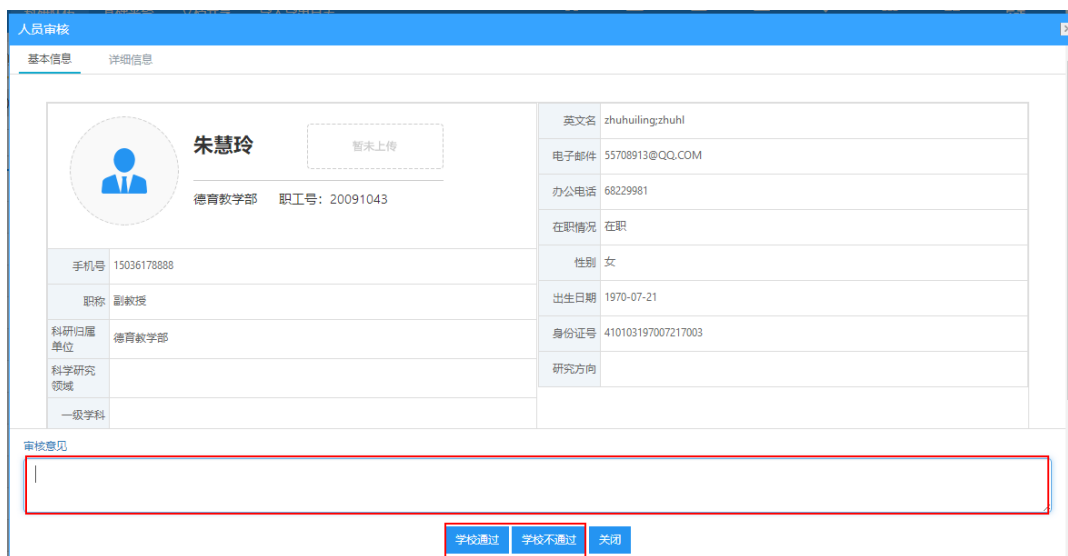 人员审核
基本信息 详细信息
朱慧玲
暂未上传
德育教学部 职工号：20091043
手机号 15036178888
职称 副教授
科研归属单位 德育教学部
科学研究领域
一级学科
英文名 zhuhuiling;zhuhl
电子邮件 55708913@QQ.COM
办公电话 68229981
在职情况 在职
性别 女
出生日期 1970-07-21
身份证号 410103197007217003
研究方向
审核意见
学校通过 学校不通过 关闭